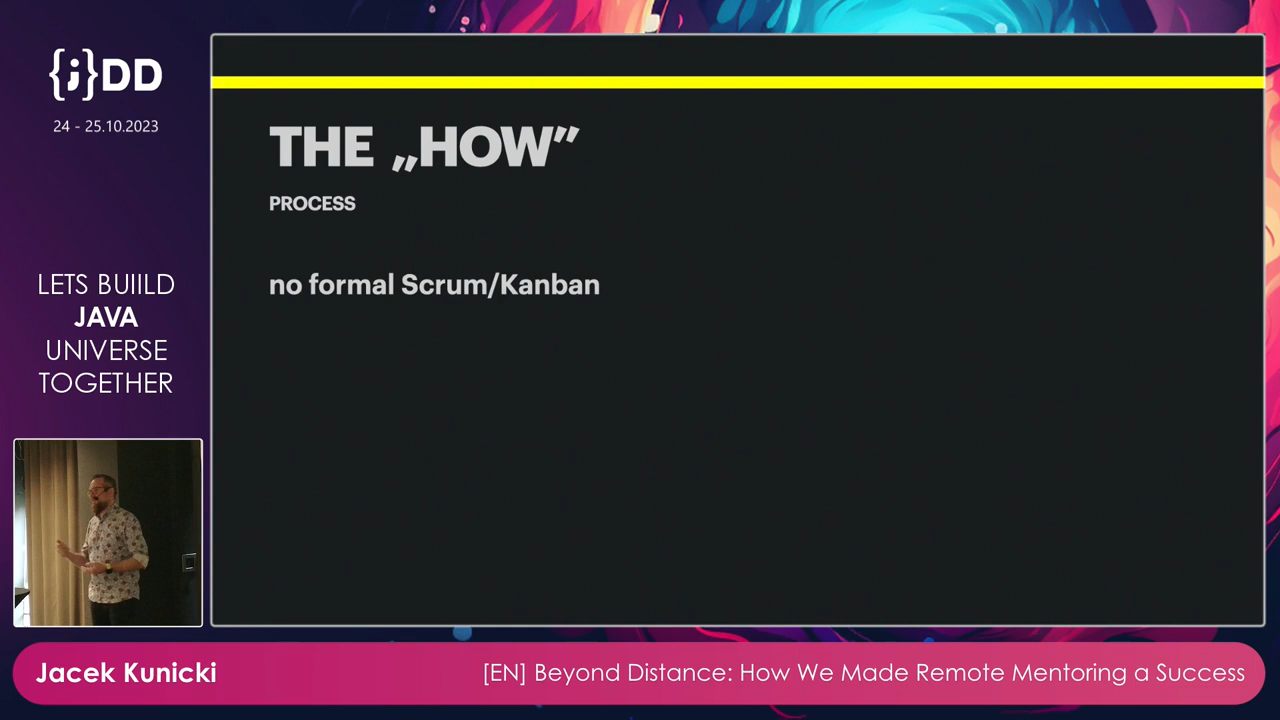 {j}DD
24 - 25.10.2023
LETS BUIILD
JAVA
UNIVERSE
TOGETHER
THE „HOW”
PROCESS
no formal Scrum/Kanban
Jacek Kunicki
[EN] Beyond Distance: How We Made Remote Mentoring a Success